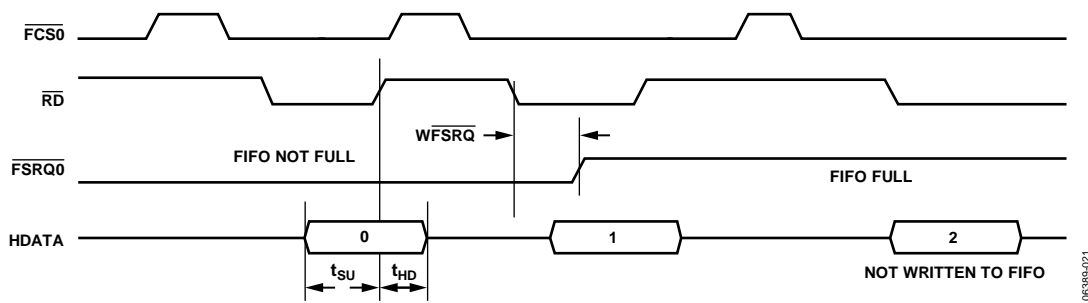 FCS0
RD
WFSRQ
FIFO NOT FULL
FSRQ0
FIFO FULL
HDATA
0
1
2
tSU
tHD
NOT WRITTEN TO FIFO
06389-021